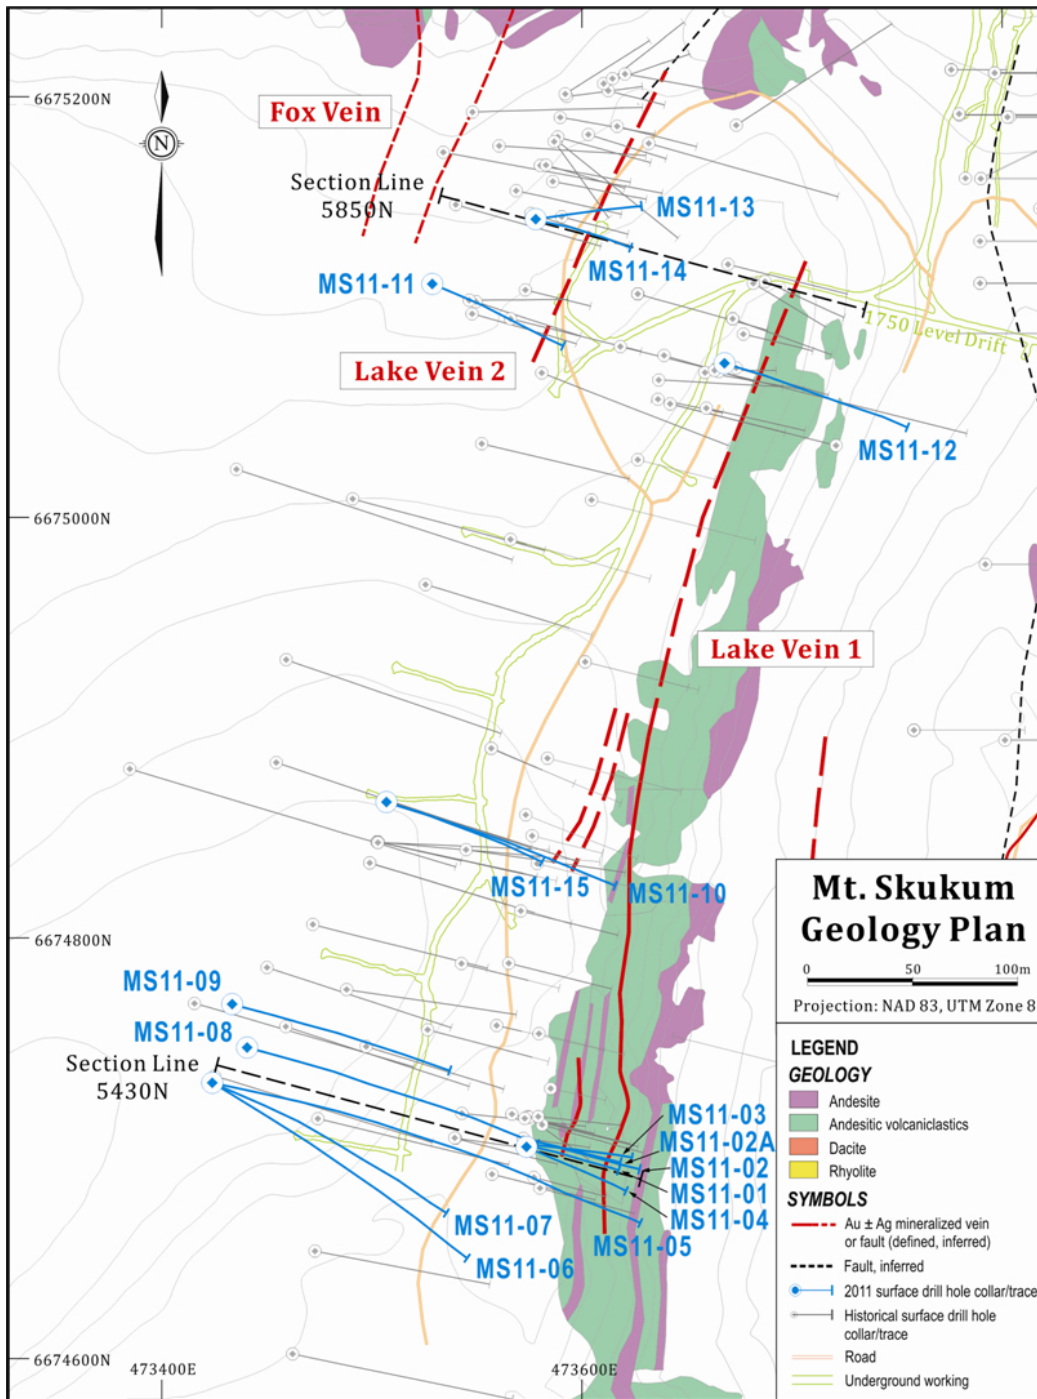 6675200N
Fox Vein
N
Section Line
5850N
MS11-13
MS11-14
MS11-11
1750 Level Drift
Lake Vein 2
MS11-12
6675000N
Lake Vein 1
MS11-15
MS11-10
6674800N
MS11-09
MS11-08
Section Line
5430N
MS11-03
MS11-02A
MS11-02
MS11-01
MS11-04
MS11-07
MS11-05
MS11-06
6674600N
473400E
473600E
Mt. Skukum
Geology Plan
0 50 100m
Projection: NAD 83, UTM Zone 8
LEGEND
GEOLOGY
Andesite
Andesitic volcaniclastics
Dacite
Rhyolite
SYMBOLS
Au ± Ag mineralized vein
or fault (defined, inferred)
Fault, inferred
2011 surface drill hole collar/trace
Historical surface drill hole
collar/trace
Road
Underground working